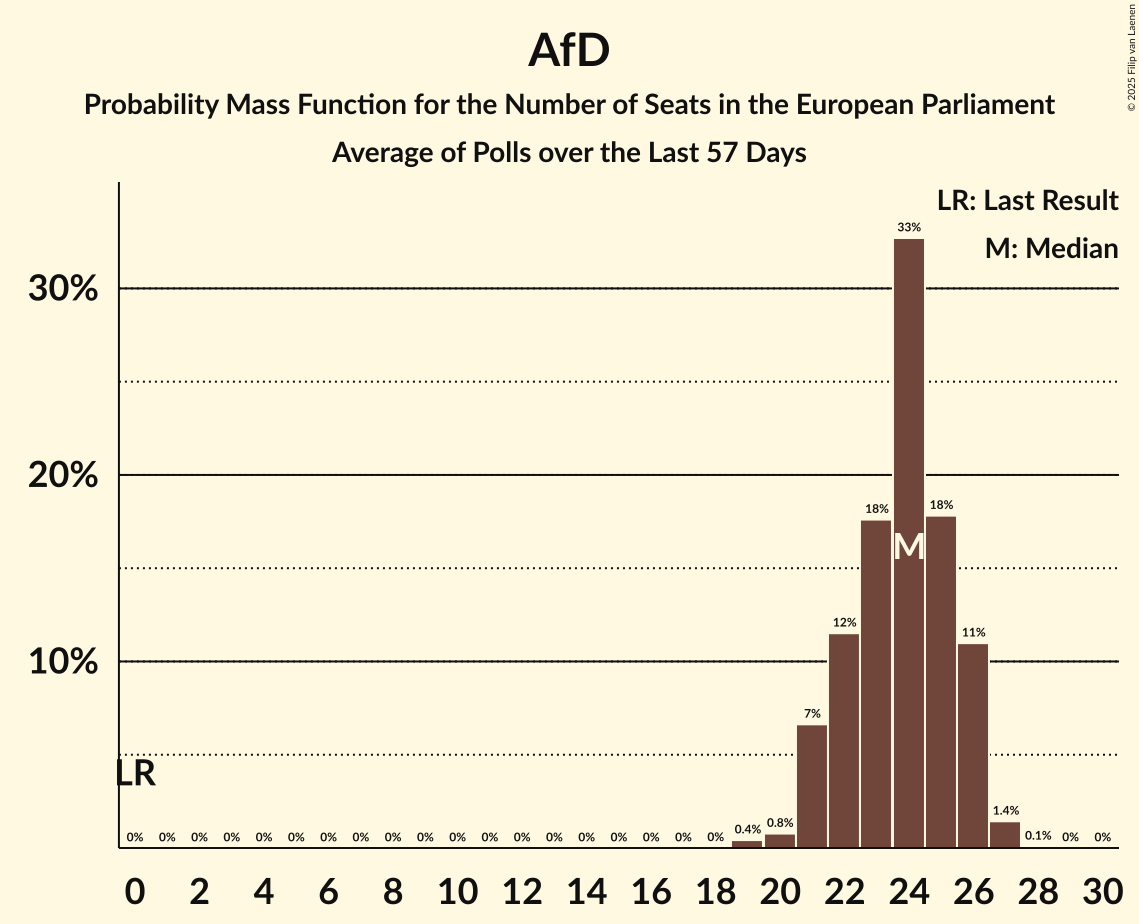 AfD
Probability Mass Function for the Number of Seats in the European Parliament
Average of Polls over the Last 57 Days
© 2025 Filip van Laenen
LR: Last Result
M: Median
30%
20%
10%
33%
18%
18%
M
12%
11%
7%
LR
0% 0% 0% 0% 0% 0% 0% 0% 0% 0% 0% 0% 0% 0% 0% 0% 0% 0% 0% 0.4% 0.8% 1.4% 0.1% 0% 0%
0 2 4 6 8 10 12 14 16 18 20 22 24 26 28 30